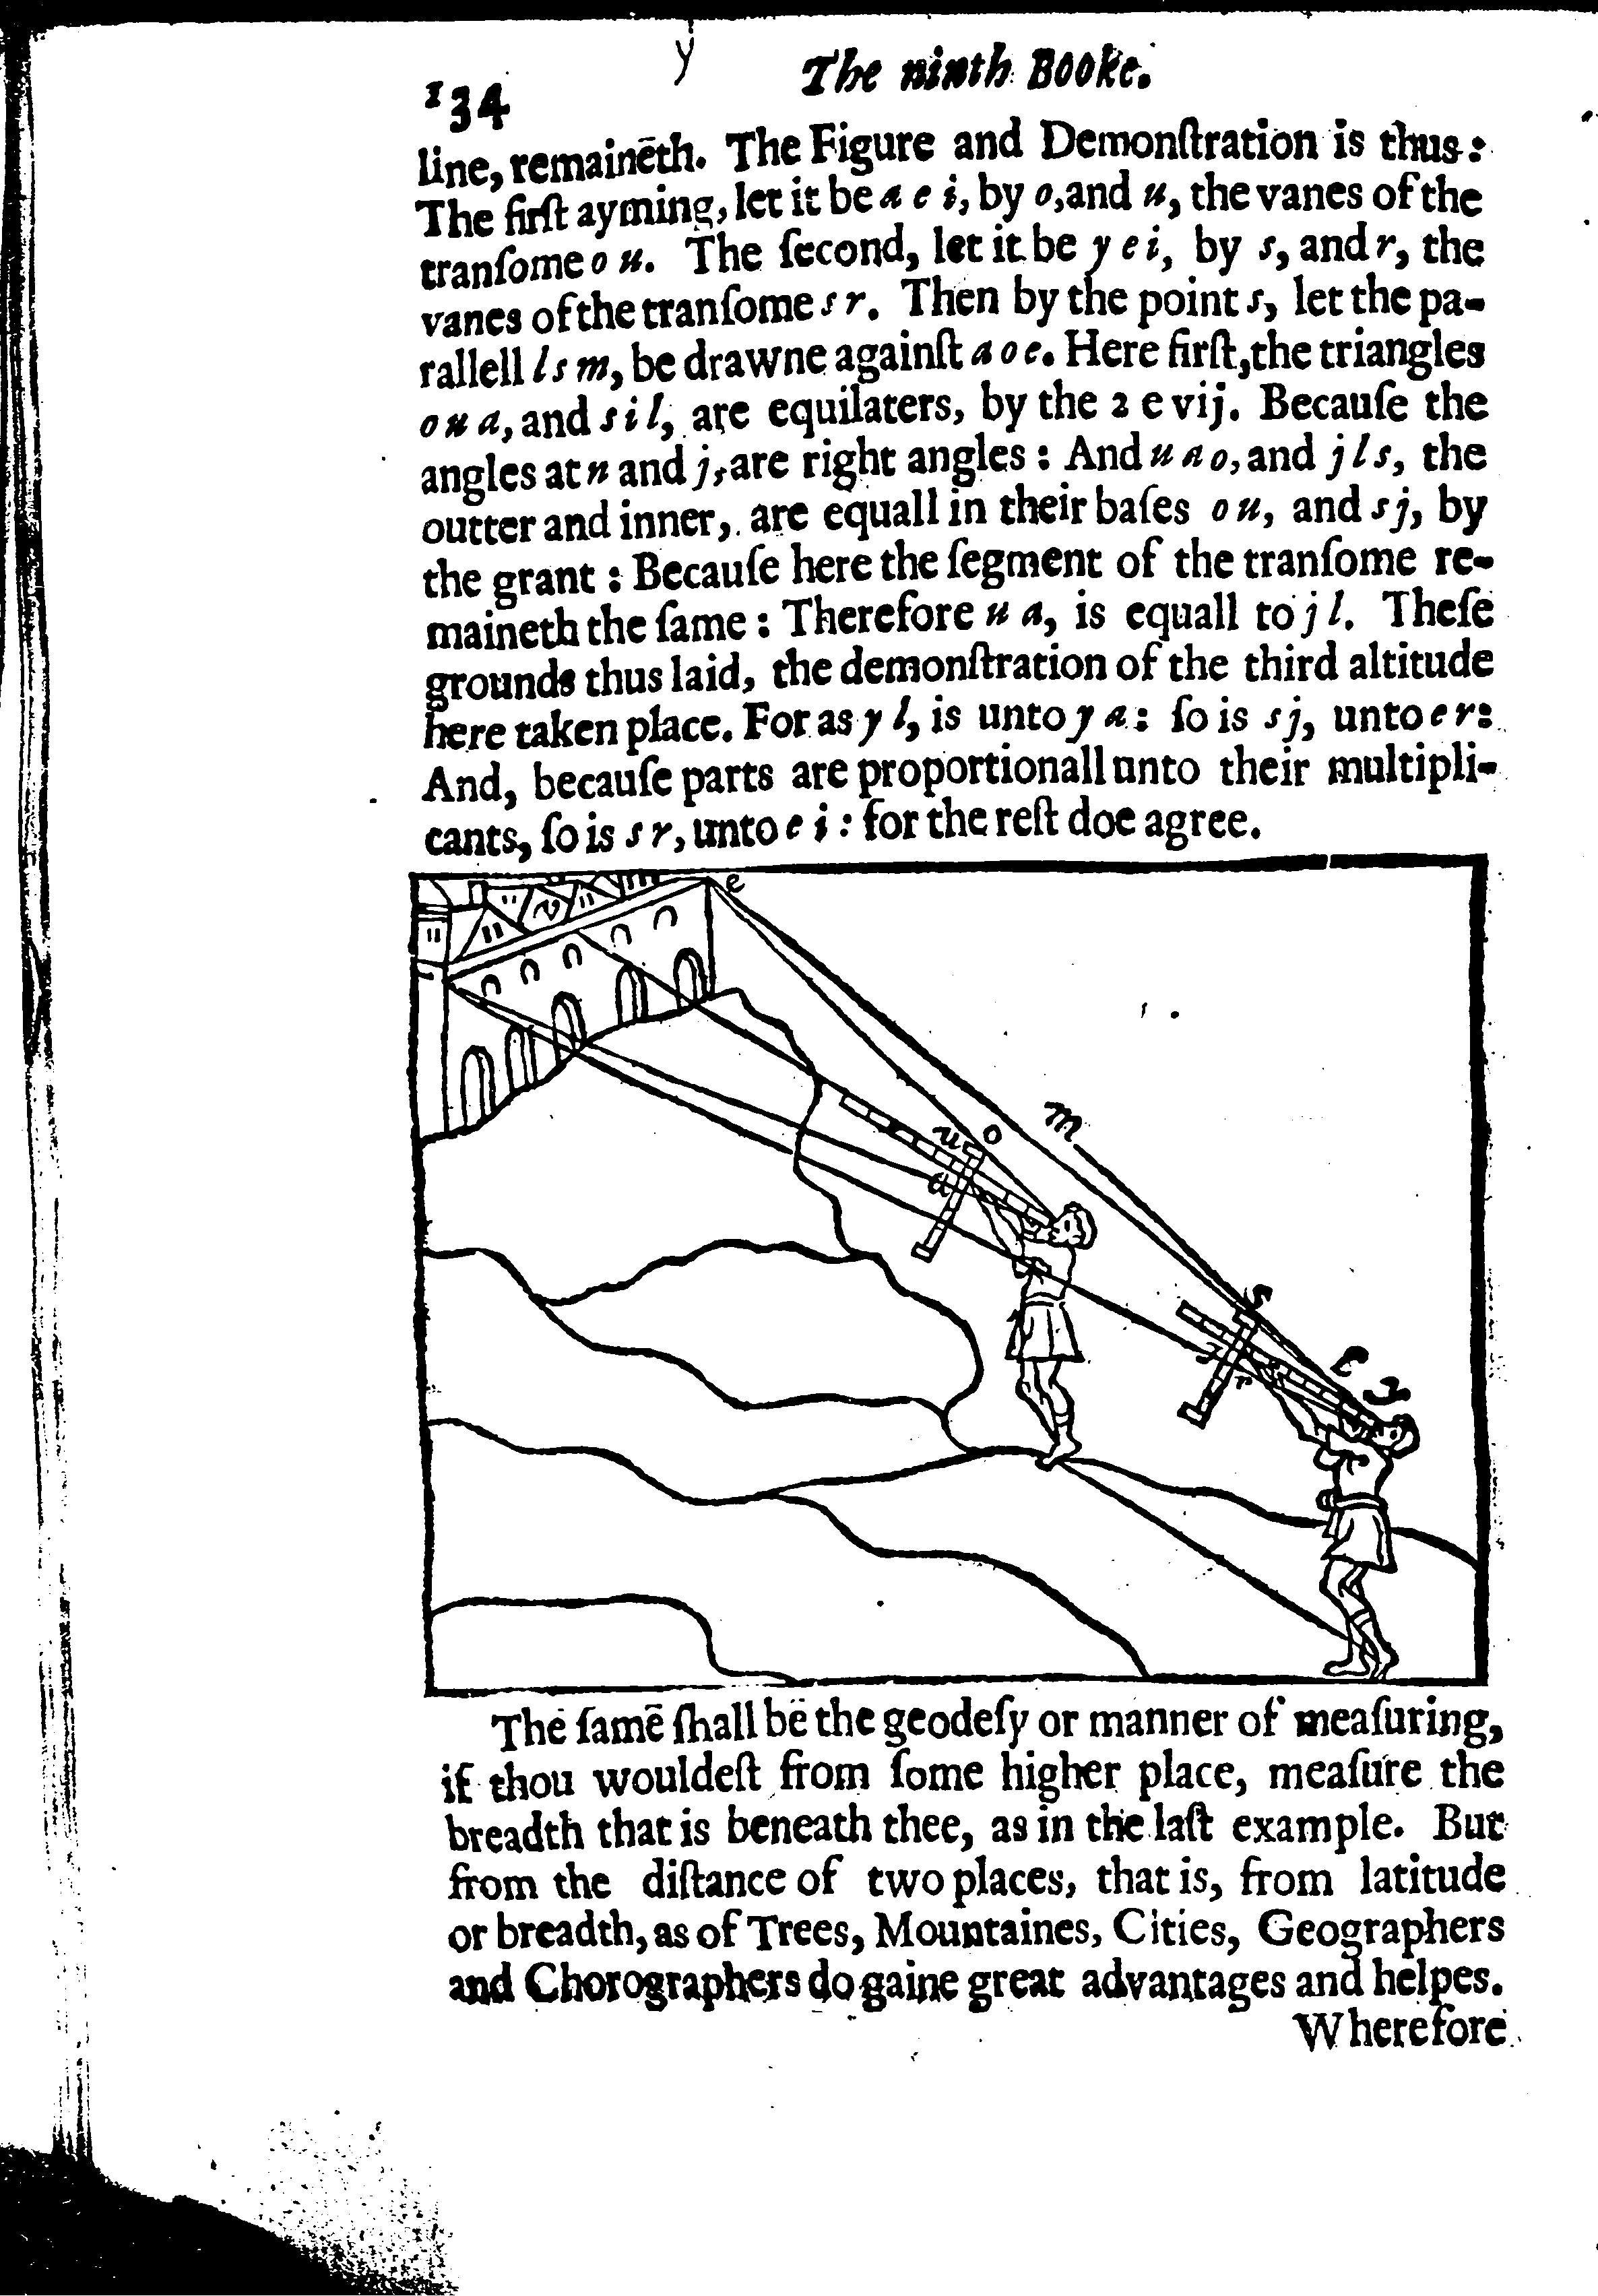 y
The ninth Booke.
134
line, remainēth. The Figure and Demonſtration is thus:
The firſt ayming, let it be a e i, by o, and u, the vanes of the
tranſome o u. The ſecond, let it be y e i, by s, and r, the
vanes of the tranſome s r. Then by the point s, let the pa-
rallell l s m, be drawne againſt a o e. Here firſt, the triangles
o u a, and s i l, are equilaters, by the 2 e vij. Becauſe the
angles at n and j, are right angles: And u a o, and j l s, the
outter and inner, are equall in their baſes o u, and s j, by
the grant: Becauſe here the ſegment of the tranſome re-
maineth the ſame: Therefore u a, is equall to j l. Theſe
grounds thus laid, the demonſtration of the third altitude
here taken place. For as y l, is unto y a: ſo is s j, unto e r:
And, becauſe parts are proportionall unto their multipli-
cants, ſo is s r, unto e i: for the reſt doe agree.
e
m
u o
a
s
j
r
l y
The ſamē ſhall be the geodeſy or manner of meaſuring,
if thou wouldeſt from ſome higher place, meaſure the
breadth that is beneath thee, as in the laſt example. But
from the diſtance of two places, that is, from latitude
or breadth, as of Trees, Mountaines, Cities, Geographers
and Chorographers do gaine great advantages and helpes.
Wherefore